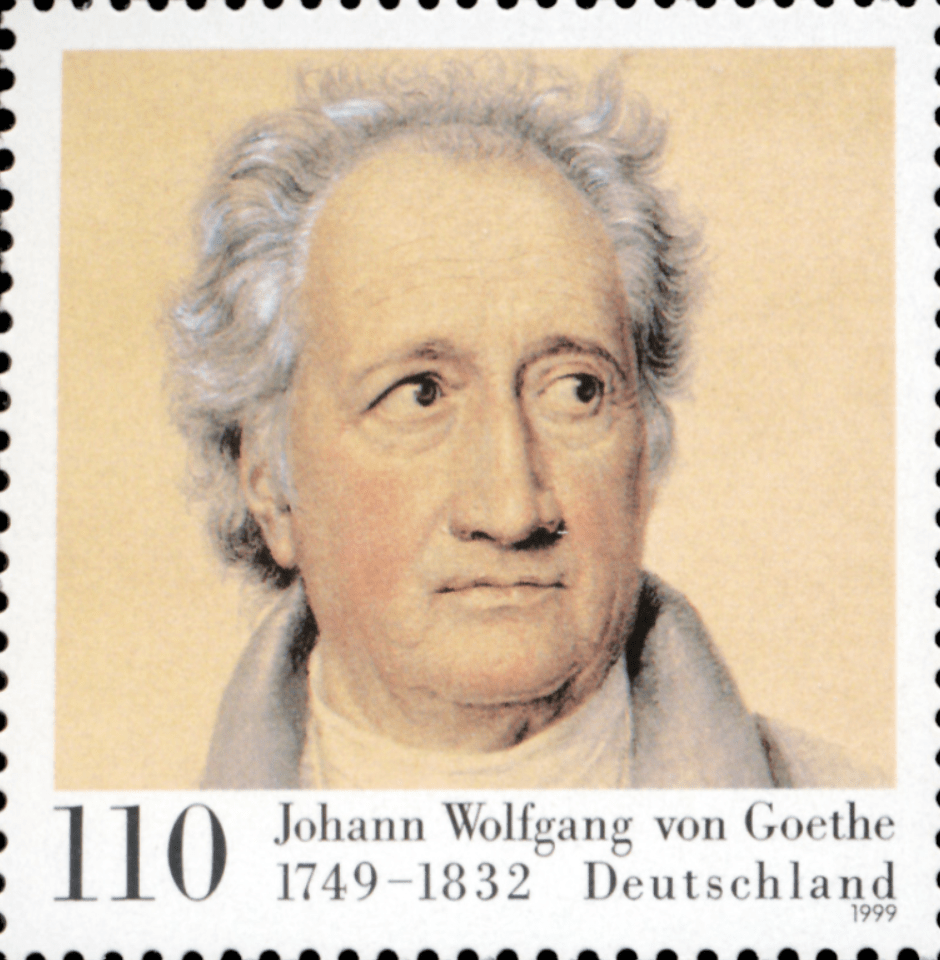 110
Johann Wolfgang von Goethe
1749–1832 Deutschland
1999